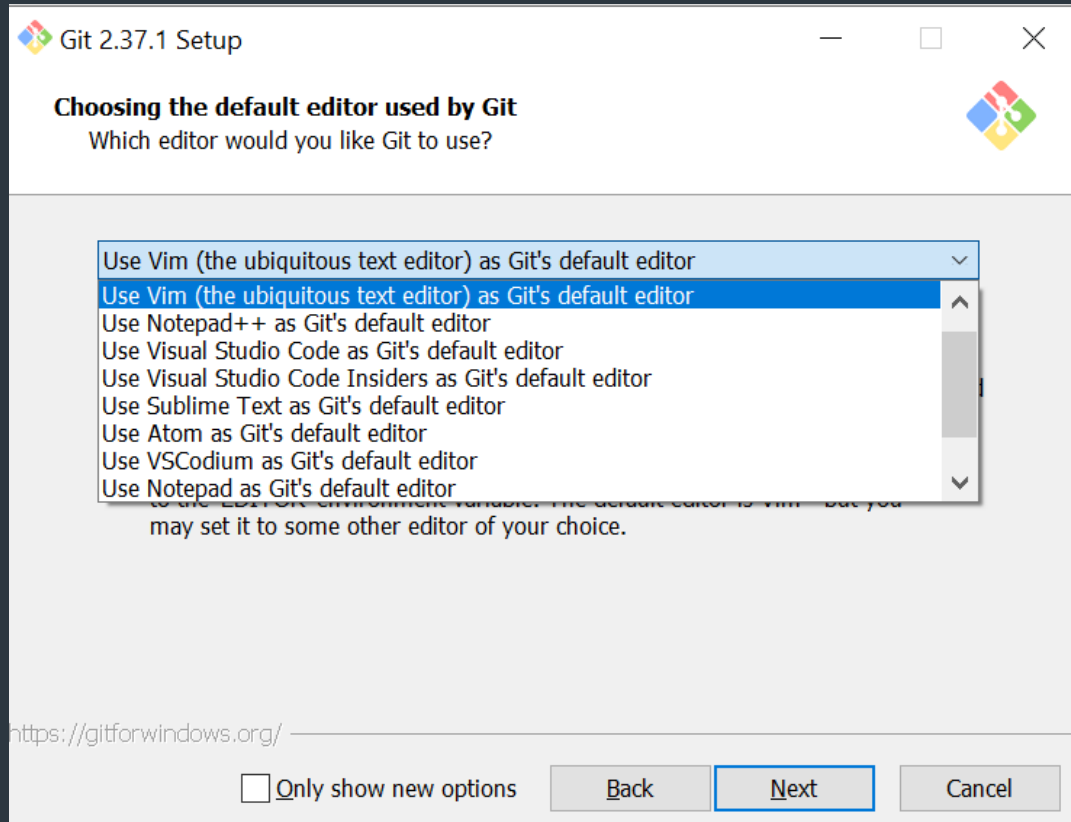 Git 2.37.1 Setup
Choosing the default editor used by Git
Which editor would you like Git to use?
Use Vim (the ubiquitous text editor) as Git's default editor
Use Vim (the ubiquitous text editor) as Git's default editor
Use Notepad++ as Git's default editor
Use Visual Studio Code as Git's default editor
Use Visual Studio Code Insiders as Git's default editor
Use Sublime Text as Git's default editor
Use Atom as Git's default editor
Use VSCodium as Git's default editor
Use Notepad as Git's default editor
may set it to some other editor of your choice.
https://gitforwindows.org/
Only show new options
Back
Next
Cancel